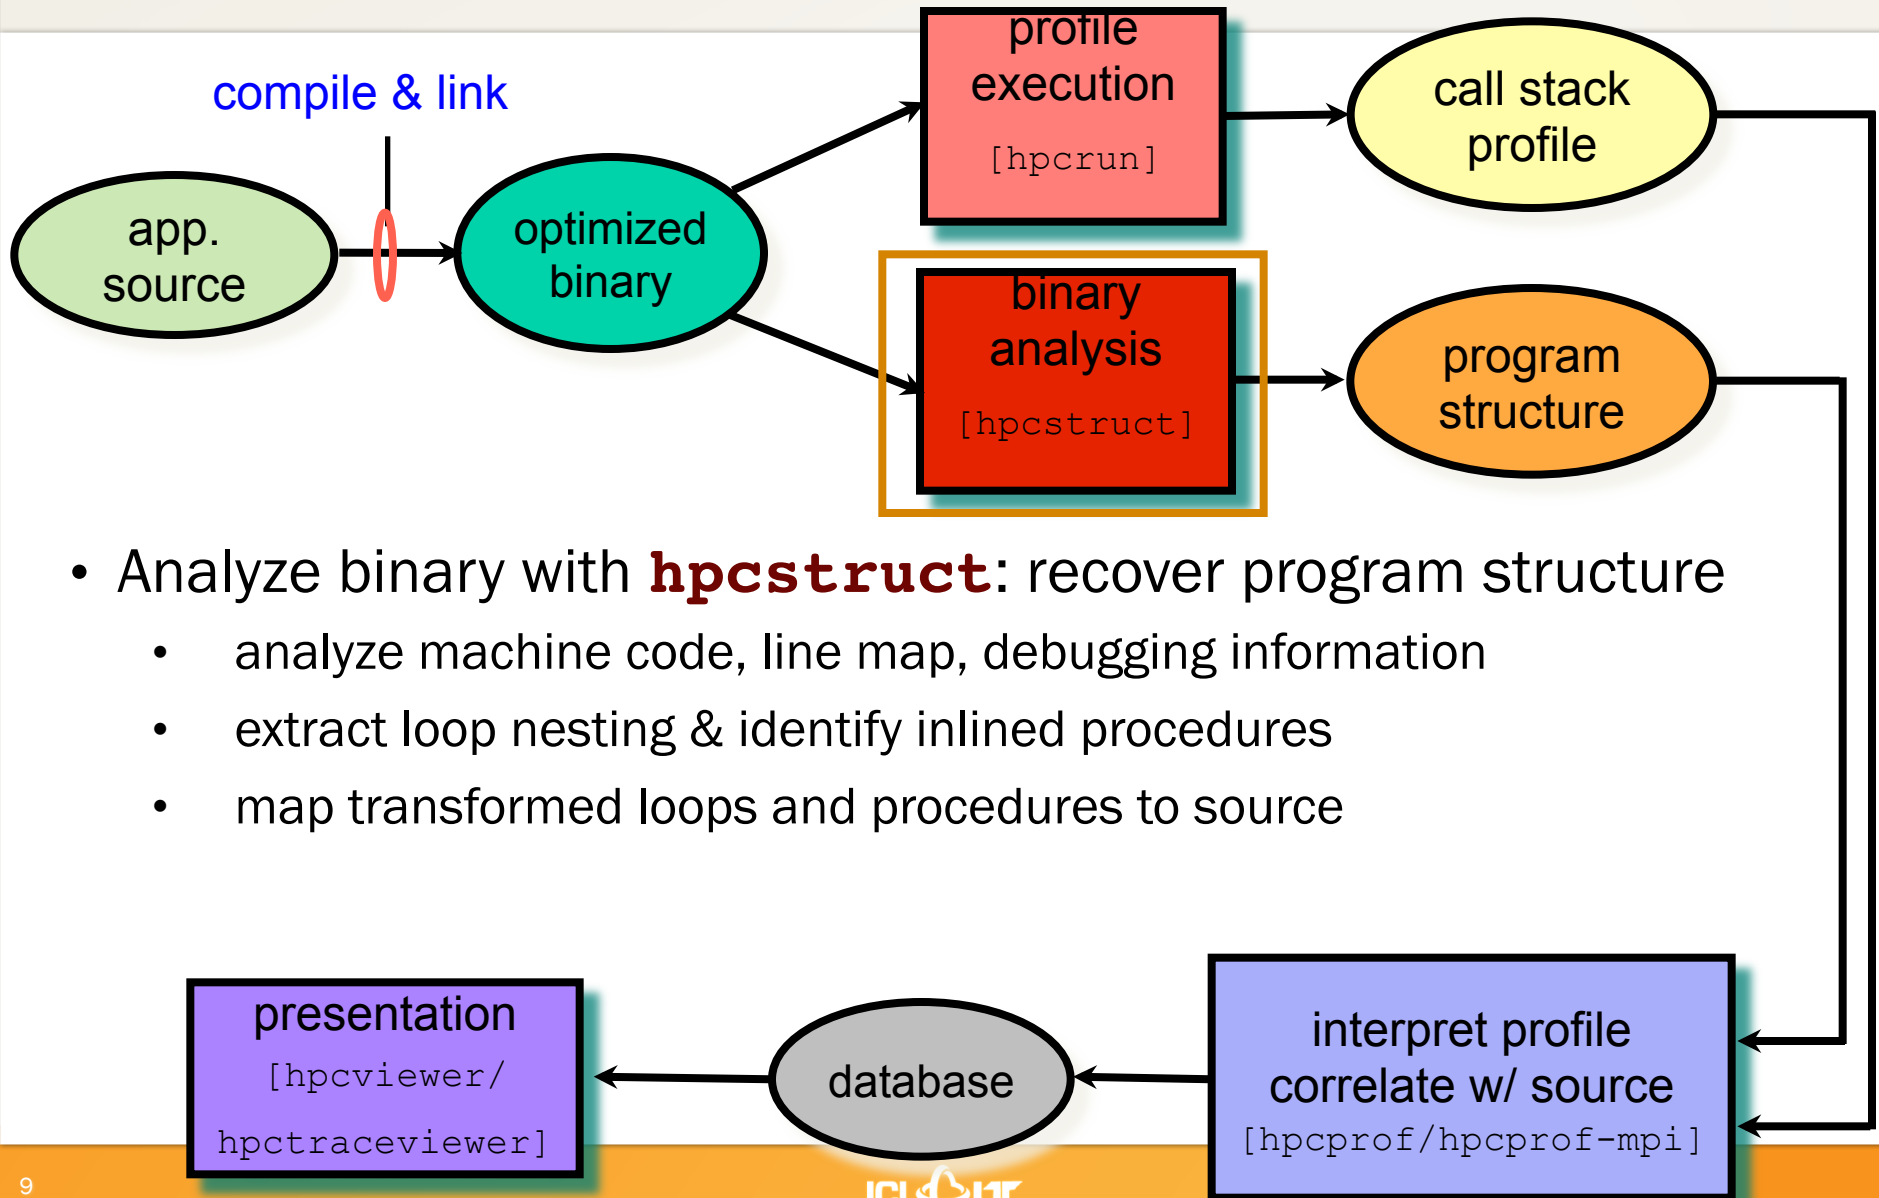 compile & link
app.
source
optimized
binary
profile
execution
[hpcrun]
call stack
profile
binary
analysis
[hpcstruct]
program
structure
• Analyze binary with hpcstruct: recover program structure
• analyze machine code, line map, debugging information
• extract loop nesting & identify inlined procedures
• map transformed loops and procedures to source
presentation
[hpcviewer/
hpctraceviewer]
database
interpret profile
correlate w/ source
[hpcprof/hpcprof-mpi]
9